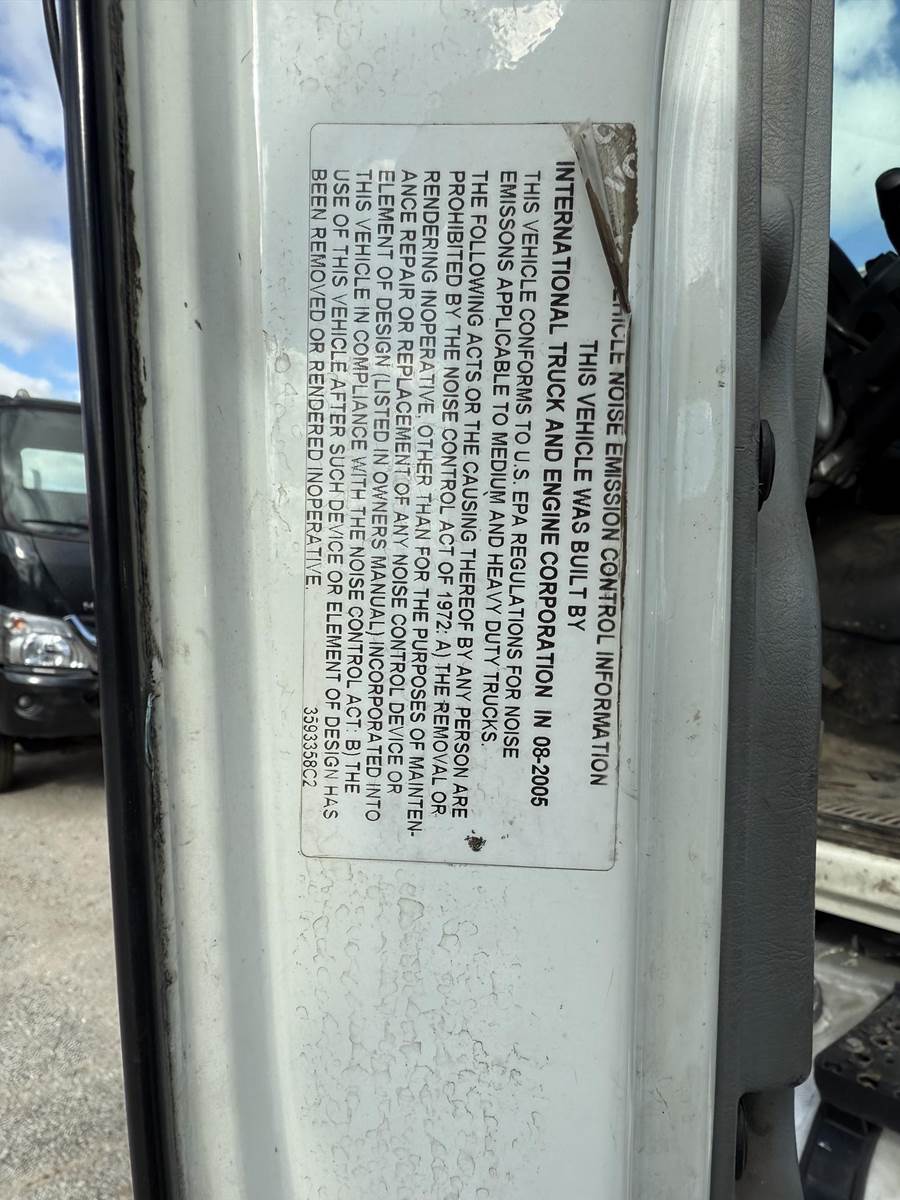 VEHICLE NOISE EMISSION CONTROL INFORMATION
THIS VEHICLE WAS BUILT BY
INTERNATIONAL TRUCK AND ENGINE CORPORATION IN 08-2005
THIS VEHICLE CONFORMS TO U.S. EPA REGULATIONS FOR NOISE
EMISSONS APPLICABLE TO MEDIUM AND HEAVY DUTY TRUCKS.
THE FOLLOWING ACTS OR THE CAUSING THEREOF BY ANY PERSON ARE
PROHIBITED BY THE NOISE CONTROL ACT OF 1972: A) THE REMOVAL OR
RENDERING INOPERATIVE, OTHER THAN FOR THE PURPOSES OF MAINTEN-
ANCE REPAIR OR REPLACEMENT OF ANY NOISE CONTROL DEVICE OR
ELEMENT OF DESIGN (LISTED IN OWNERS MANUAL) INCORPORATED INTO
THIS VEHICLE IN COMPLIANCE WITH THE NOISE CONTROL ACT: B) THE
USE OF THIS VEHICLE AFTER SUCH DEVICE OR ELEMENT OF DESIGN HAS
BEEN REMOVED OR RENDERED INOPERATIVE.
3593358C2